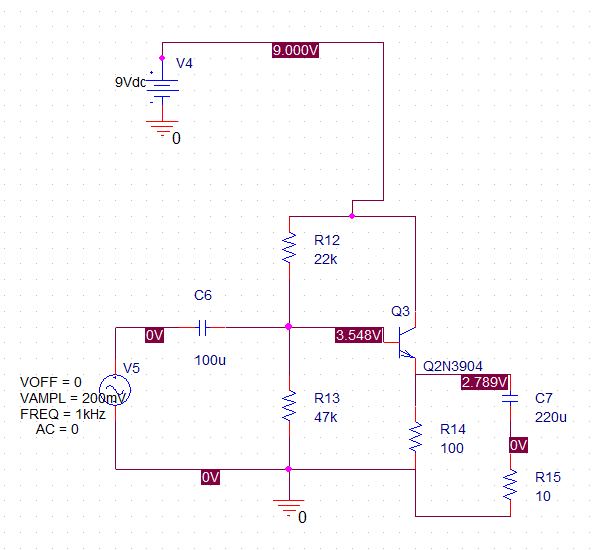 9.000V
V4
9Vdc
0
R12
22k
C6
Q3
0V
3.548V
100u
V5
Q2N3904
VOFF = 0
VAMPL = 200mV
FREQ = 1kHz
AC = 0
R13
47k
2.789V
C7
220u
R14
100
0V
0V
R15
10
0